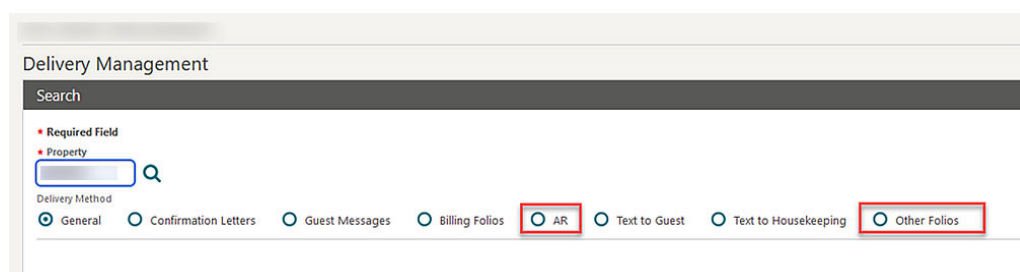 Delivery Management
Search
* Required Field
* Property
Delivery Method
General Confirmation Letters Guest Messages Billing Folios AR Text to Guest Text to Housekeeping Other Folios